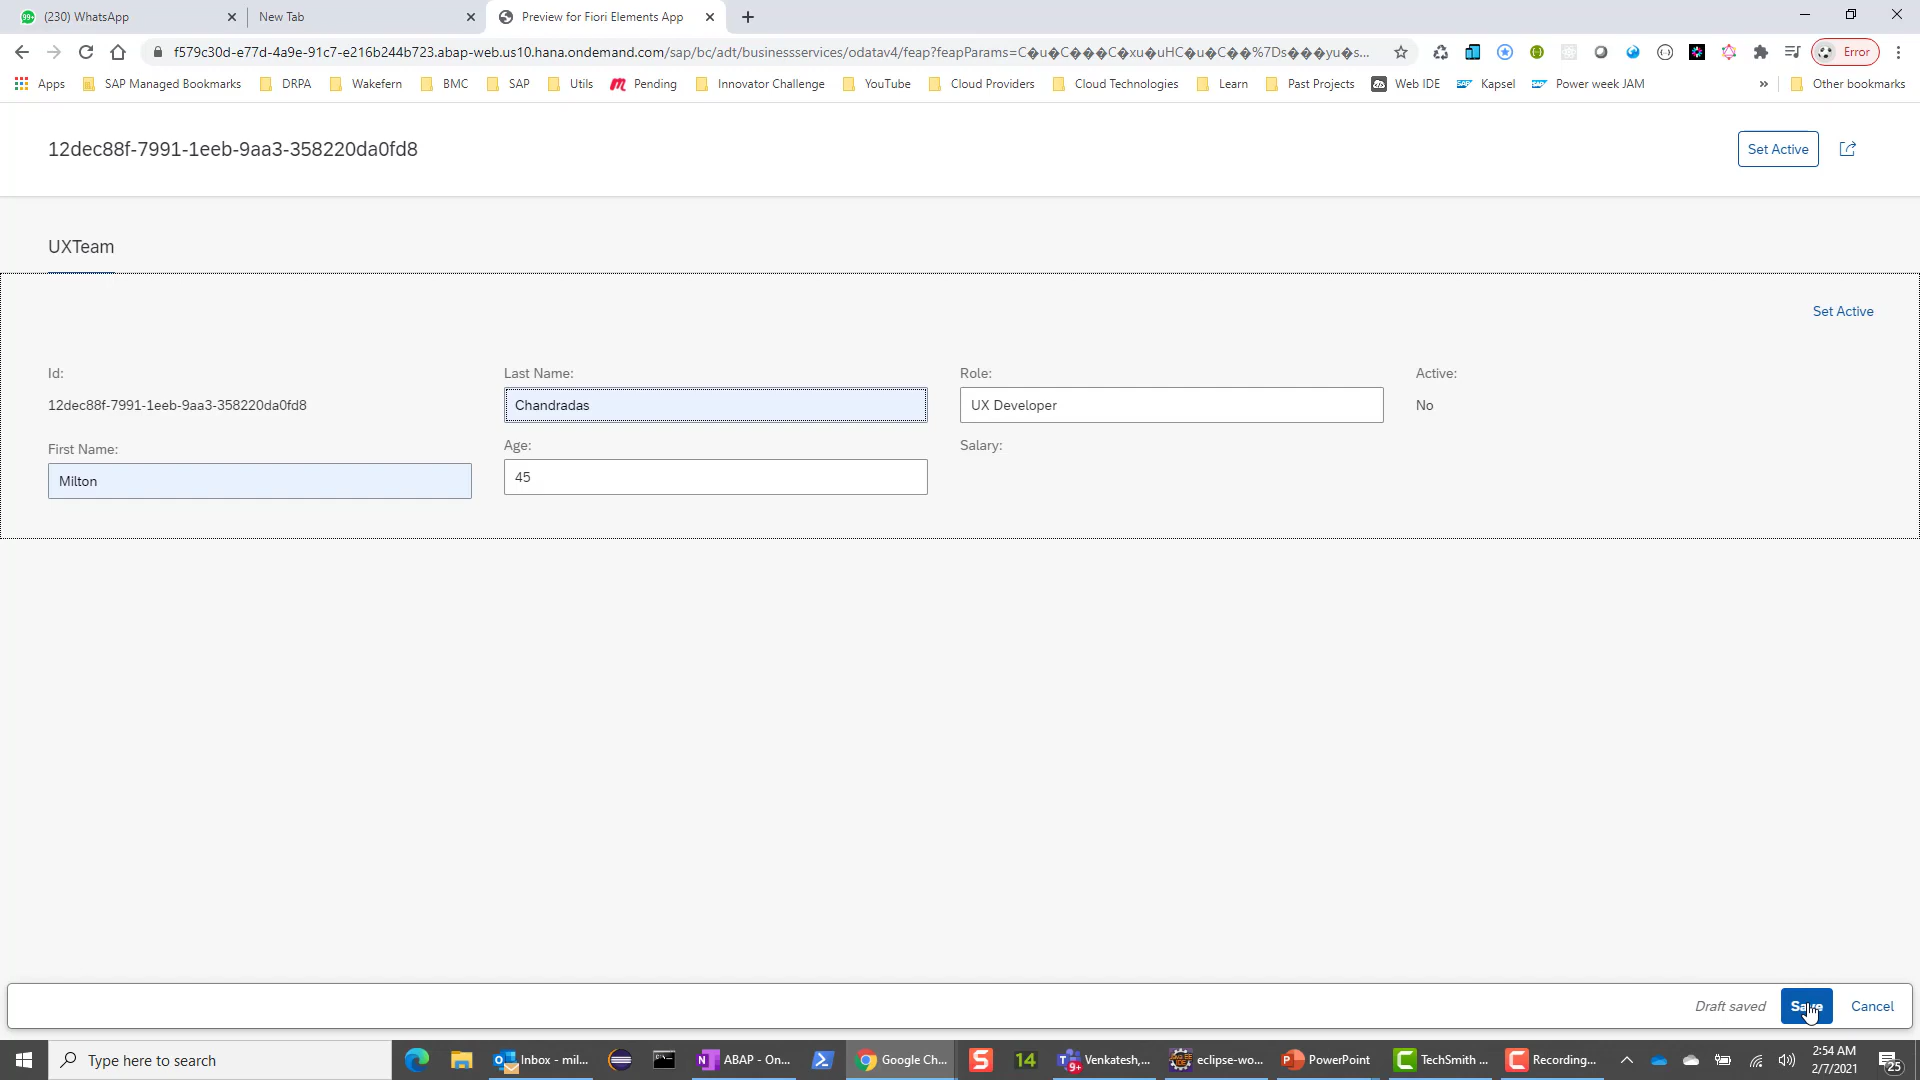 (230) WhatsApp
New Tab
Preview for Fiori Elements App
f579c30d-e77d-4a9e-91c7-e216b244b723.abap-web.us10.hana.ondemand.com/sap/bc/adt/businessservices/odatav4/feap?feapParams=C�u�C���C�xu�uHC�u�C��%7Ds���yu�s...
Error
Apps SAP Managed Bookmarks DRPA Wakefern BMC SAP Utils Pending Innovator Challenge YouTube Cloud Providers Cloud Technologies Learn Past Projects Web IDE Kapsel Power week JAM » Other bookmarks
12dec88f-7991-1eeb-9aa3-358220da0fd8
Set Active
UXTeam
Set Active
Id:
12dec88f-7991-1eeb-9aa3-358220da0fd8
First Name:
Milton
Last Name:
Chandradas
Age:
45
Role:
UX Developer
Salary:
Active:
No
Draft saved
Save
Cancel
Type here to search
Inbox - mil...
ABAP - On...
Google Ch...
14
Venkatesh,...
eclipse-wo...
PowerPoint
TechSmith ...
Recording...
2:54 AM
2/7/2021
25